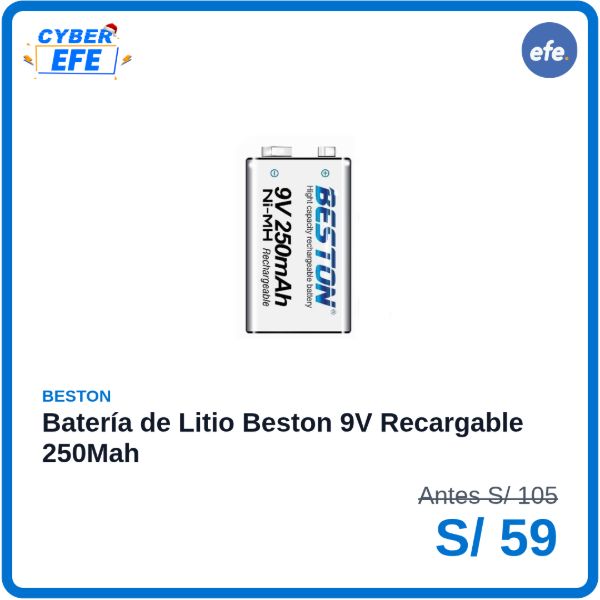 CYBER
EFE
efe.
BESTON®
Hight capacity rechargeable battery
9V 250mAh
Ni-MH Rechargeable
BESTON
Batería de Litio Beston 9V Recargable
250Mah
Antes S/ 105
S/ 59